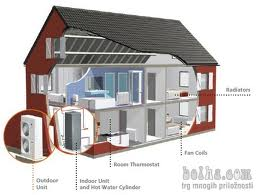 Radiators
Fan Coils
Room Thermostat
Outdoor
Unit
Indoor Unit
and Hot Water Cylinder
bolha.com
trg mnogih priložnosti